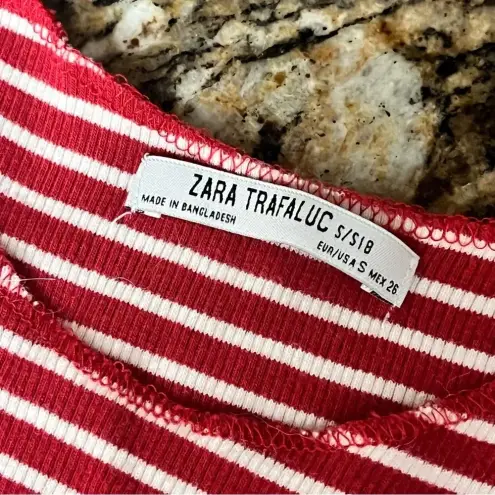 ZARA TRAFALUC S/S18
MADE IN BANGLADESH
EUR/USA S MEX 26